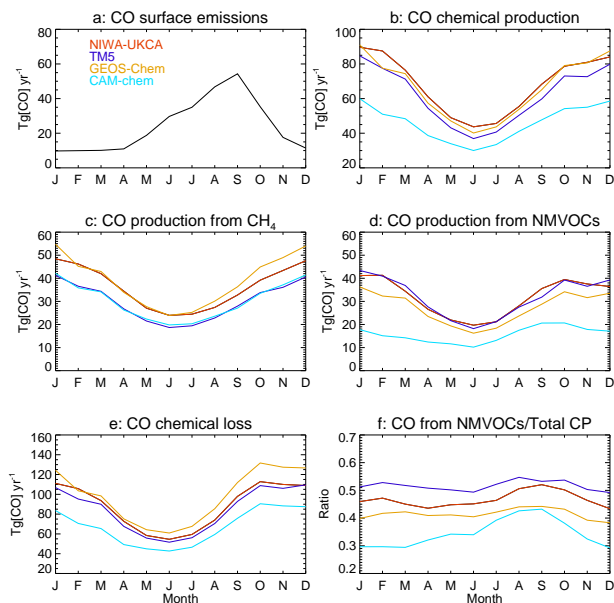 a: CO surface emissions
NIWA-UKCA
TM5
GEOS-Chem
CAM-chem
Tg[CO] yr⁻¹
80
60
40
20
0
J F M A M J J A S O N D
b: CO chemical production
Tg[CO] yr⁻¹
100
80
60
40
20
J F M A M J J A S O N D
c: CO production from CH₄
Tg[CO] yr⁻¹
60
50
40
30
20
10
0
J F M A M J J A S O N D
d: CO production from NMVOCs
Tg[CO] yr⁻¹
60
50
40
30
20
10
0
J F M A M J J A S O N D
e: CO chemical loss
Tg[CO] yr⁻¹
160
140
120
100
80
60
40
20
J F M A M J J A S O N D
Month
f: CO from NMVOCs/Total CP
Ratio
0.7
0.6
0.5
0.4
0.3
0.2
J F M A M J J A S O N D
Month